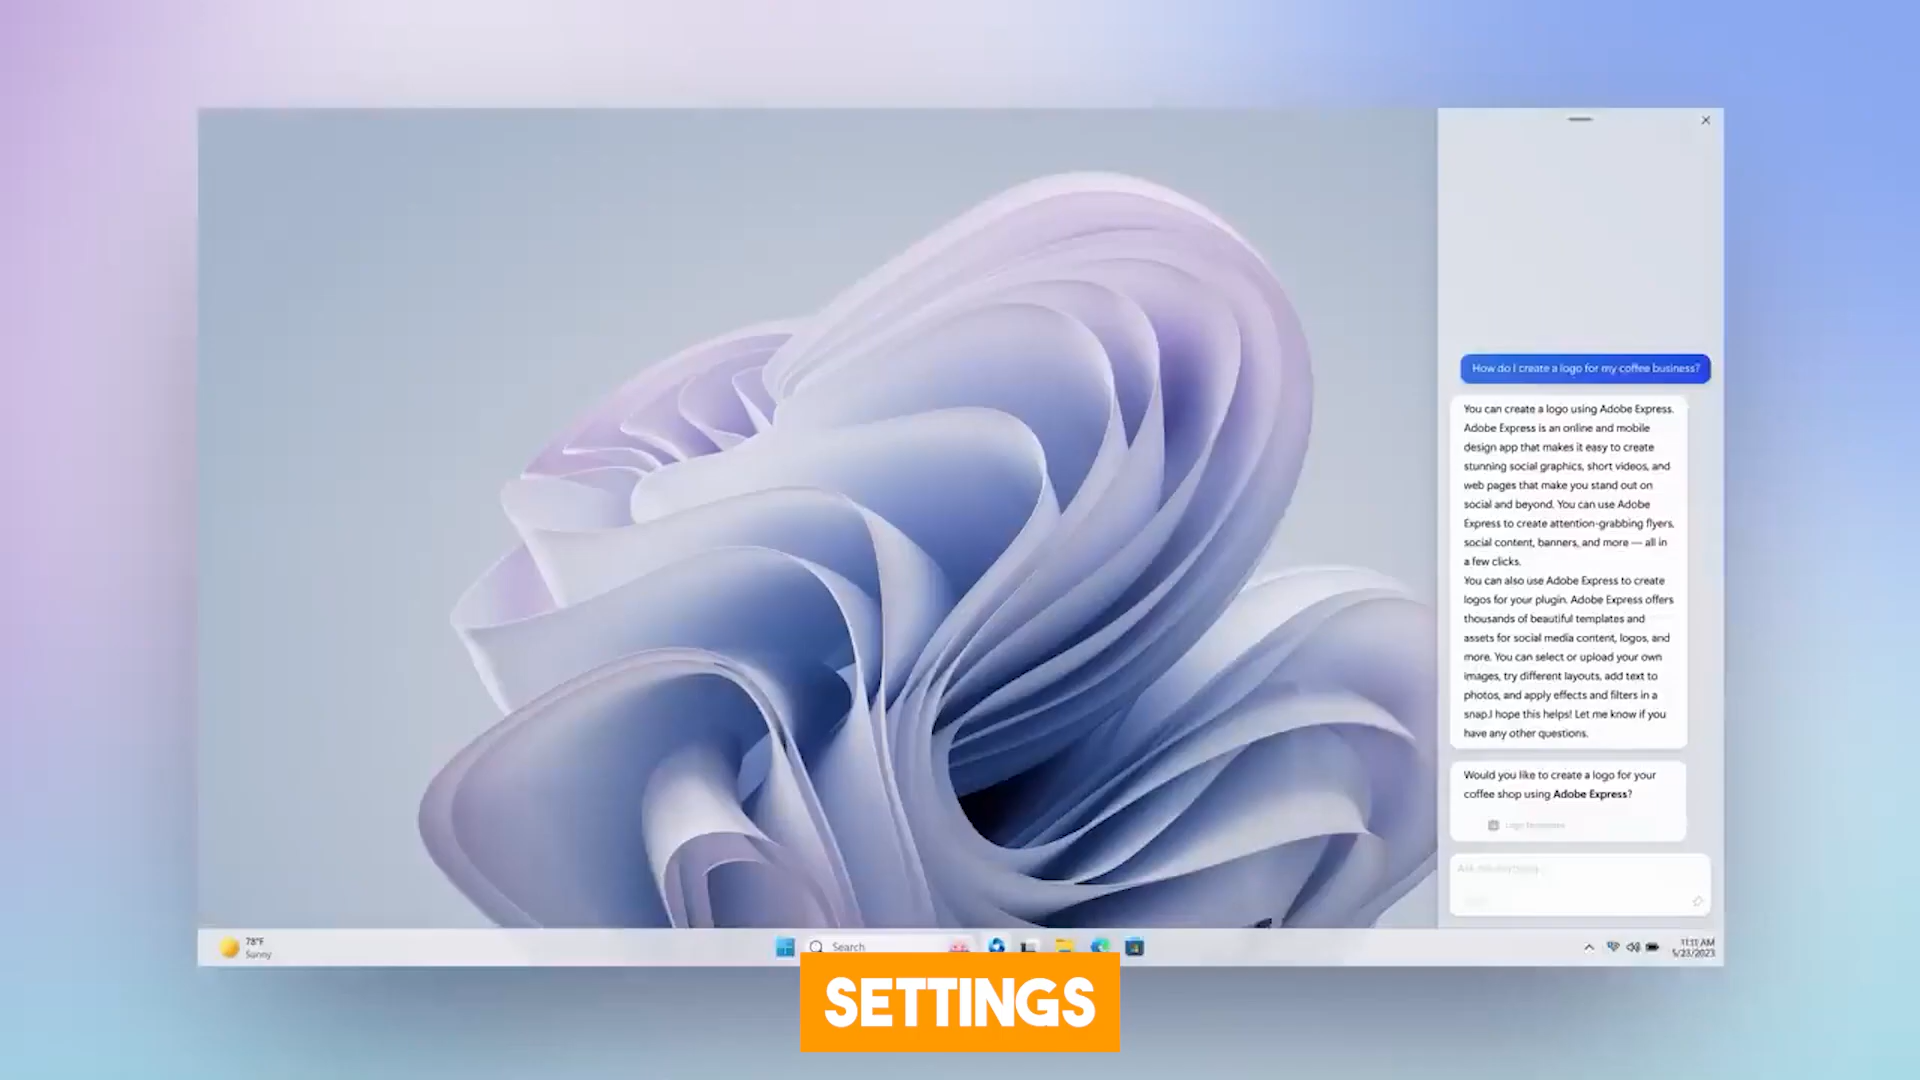 How do I create a logo for my coffee business?
You can create a logo using Adobe Express.
Adobe Express is an online and mobile
design app that makes it easy to create
stunning social graphics, short videos, and
web pages that make you stand out on
social and beyond. You can use Adobe
Express to create attention-grabbing flyers,
social content, banners, and more — all in
a few clicks.
You can also use Adobe Express to create
logos for your plugin. Adobe Express offers
thousands of beautiful templates and
assets for social media content, logos, and
more. You can select or upload your own
images, try different layouts, add text to
photos, and apply effects and filters in a
snap.I hope this helps! Let me know if you
have any other questions.
Would you like to create a logo for your
coffee shop using Adobe Express?
78°F
Sunny
Search
11:11 AM
5/23/2023
SETTINGS